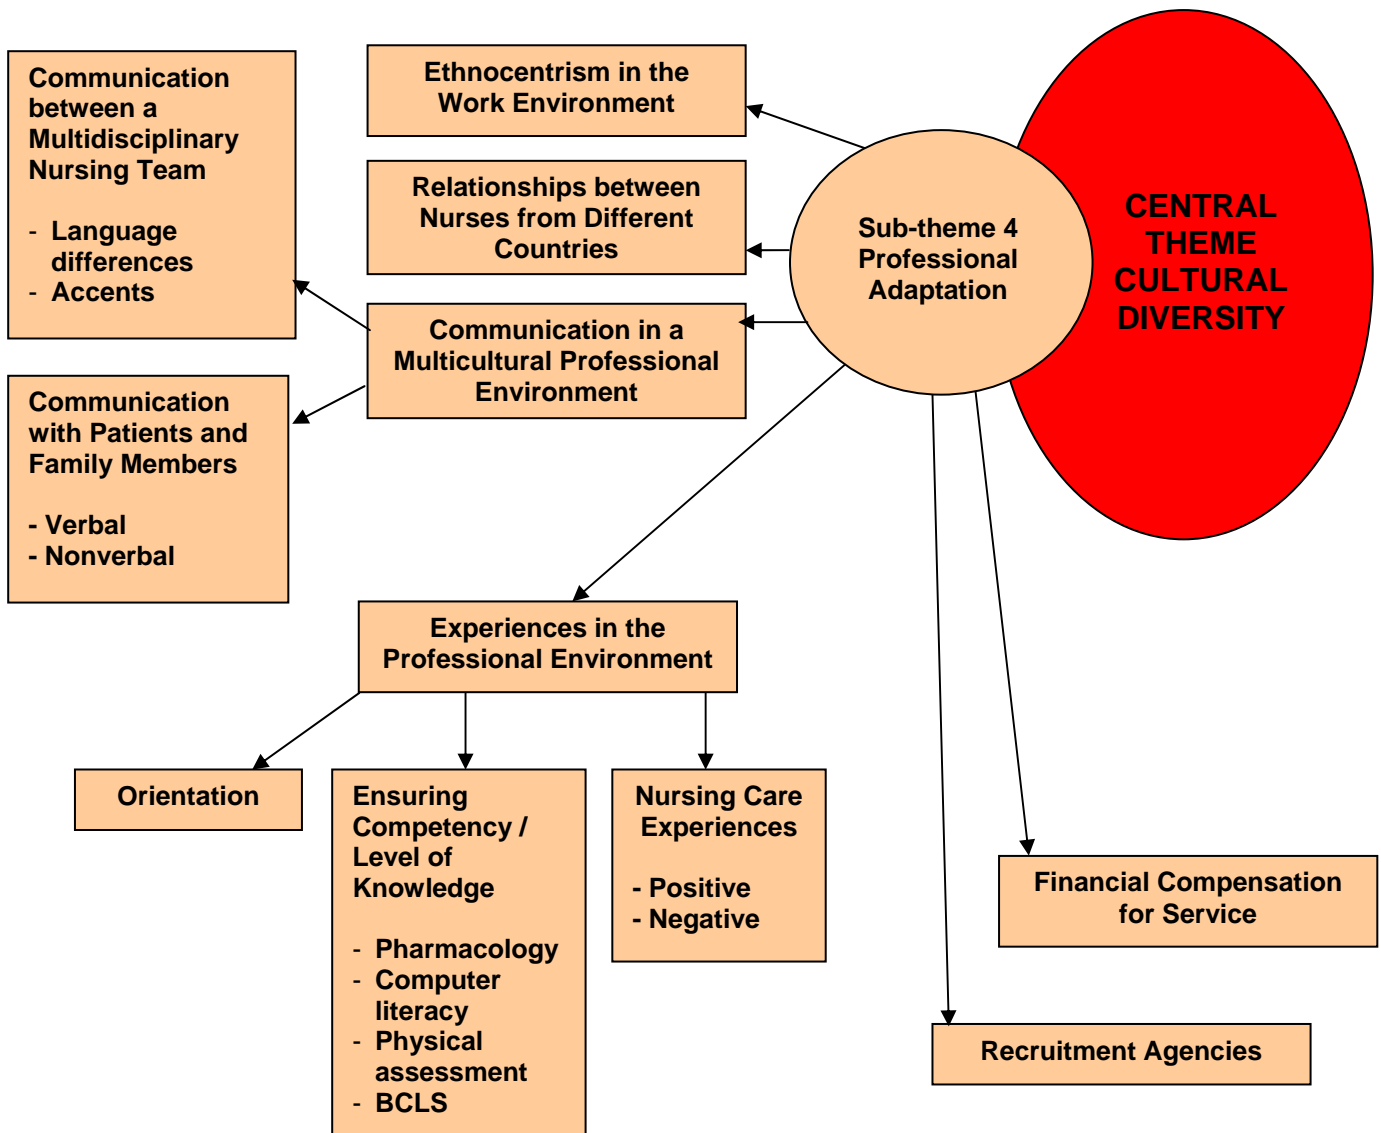 Communication
between a
Multidisciplinary
Nursing Team
- Language
differences
- Accents
Ethnocentrism in the
Work Environment
Relationships between
Nurses from Different
Countries
Communication in a
Multicultural Professional
Environment
Sub-theme 4
Professional
Adaptation
CENTRAL
THEME
CULTURAL
DIVERSITY
Communication
with Patients and
Family Members
- Verbal
- Nonverbal
Experiences in the
Professional Environment
Orientation
Ensuring
Competency /
Level of
Knowledge
- Pharmacology
- Computer
literacy
- Physical
assessment
- BCLS
Nursing Care
Experiences
- Positive
- Negative
Financial Compensation
for Service
Recruitment Agencies